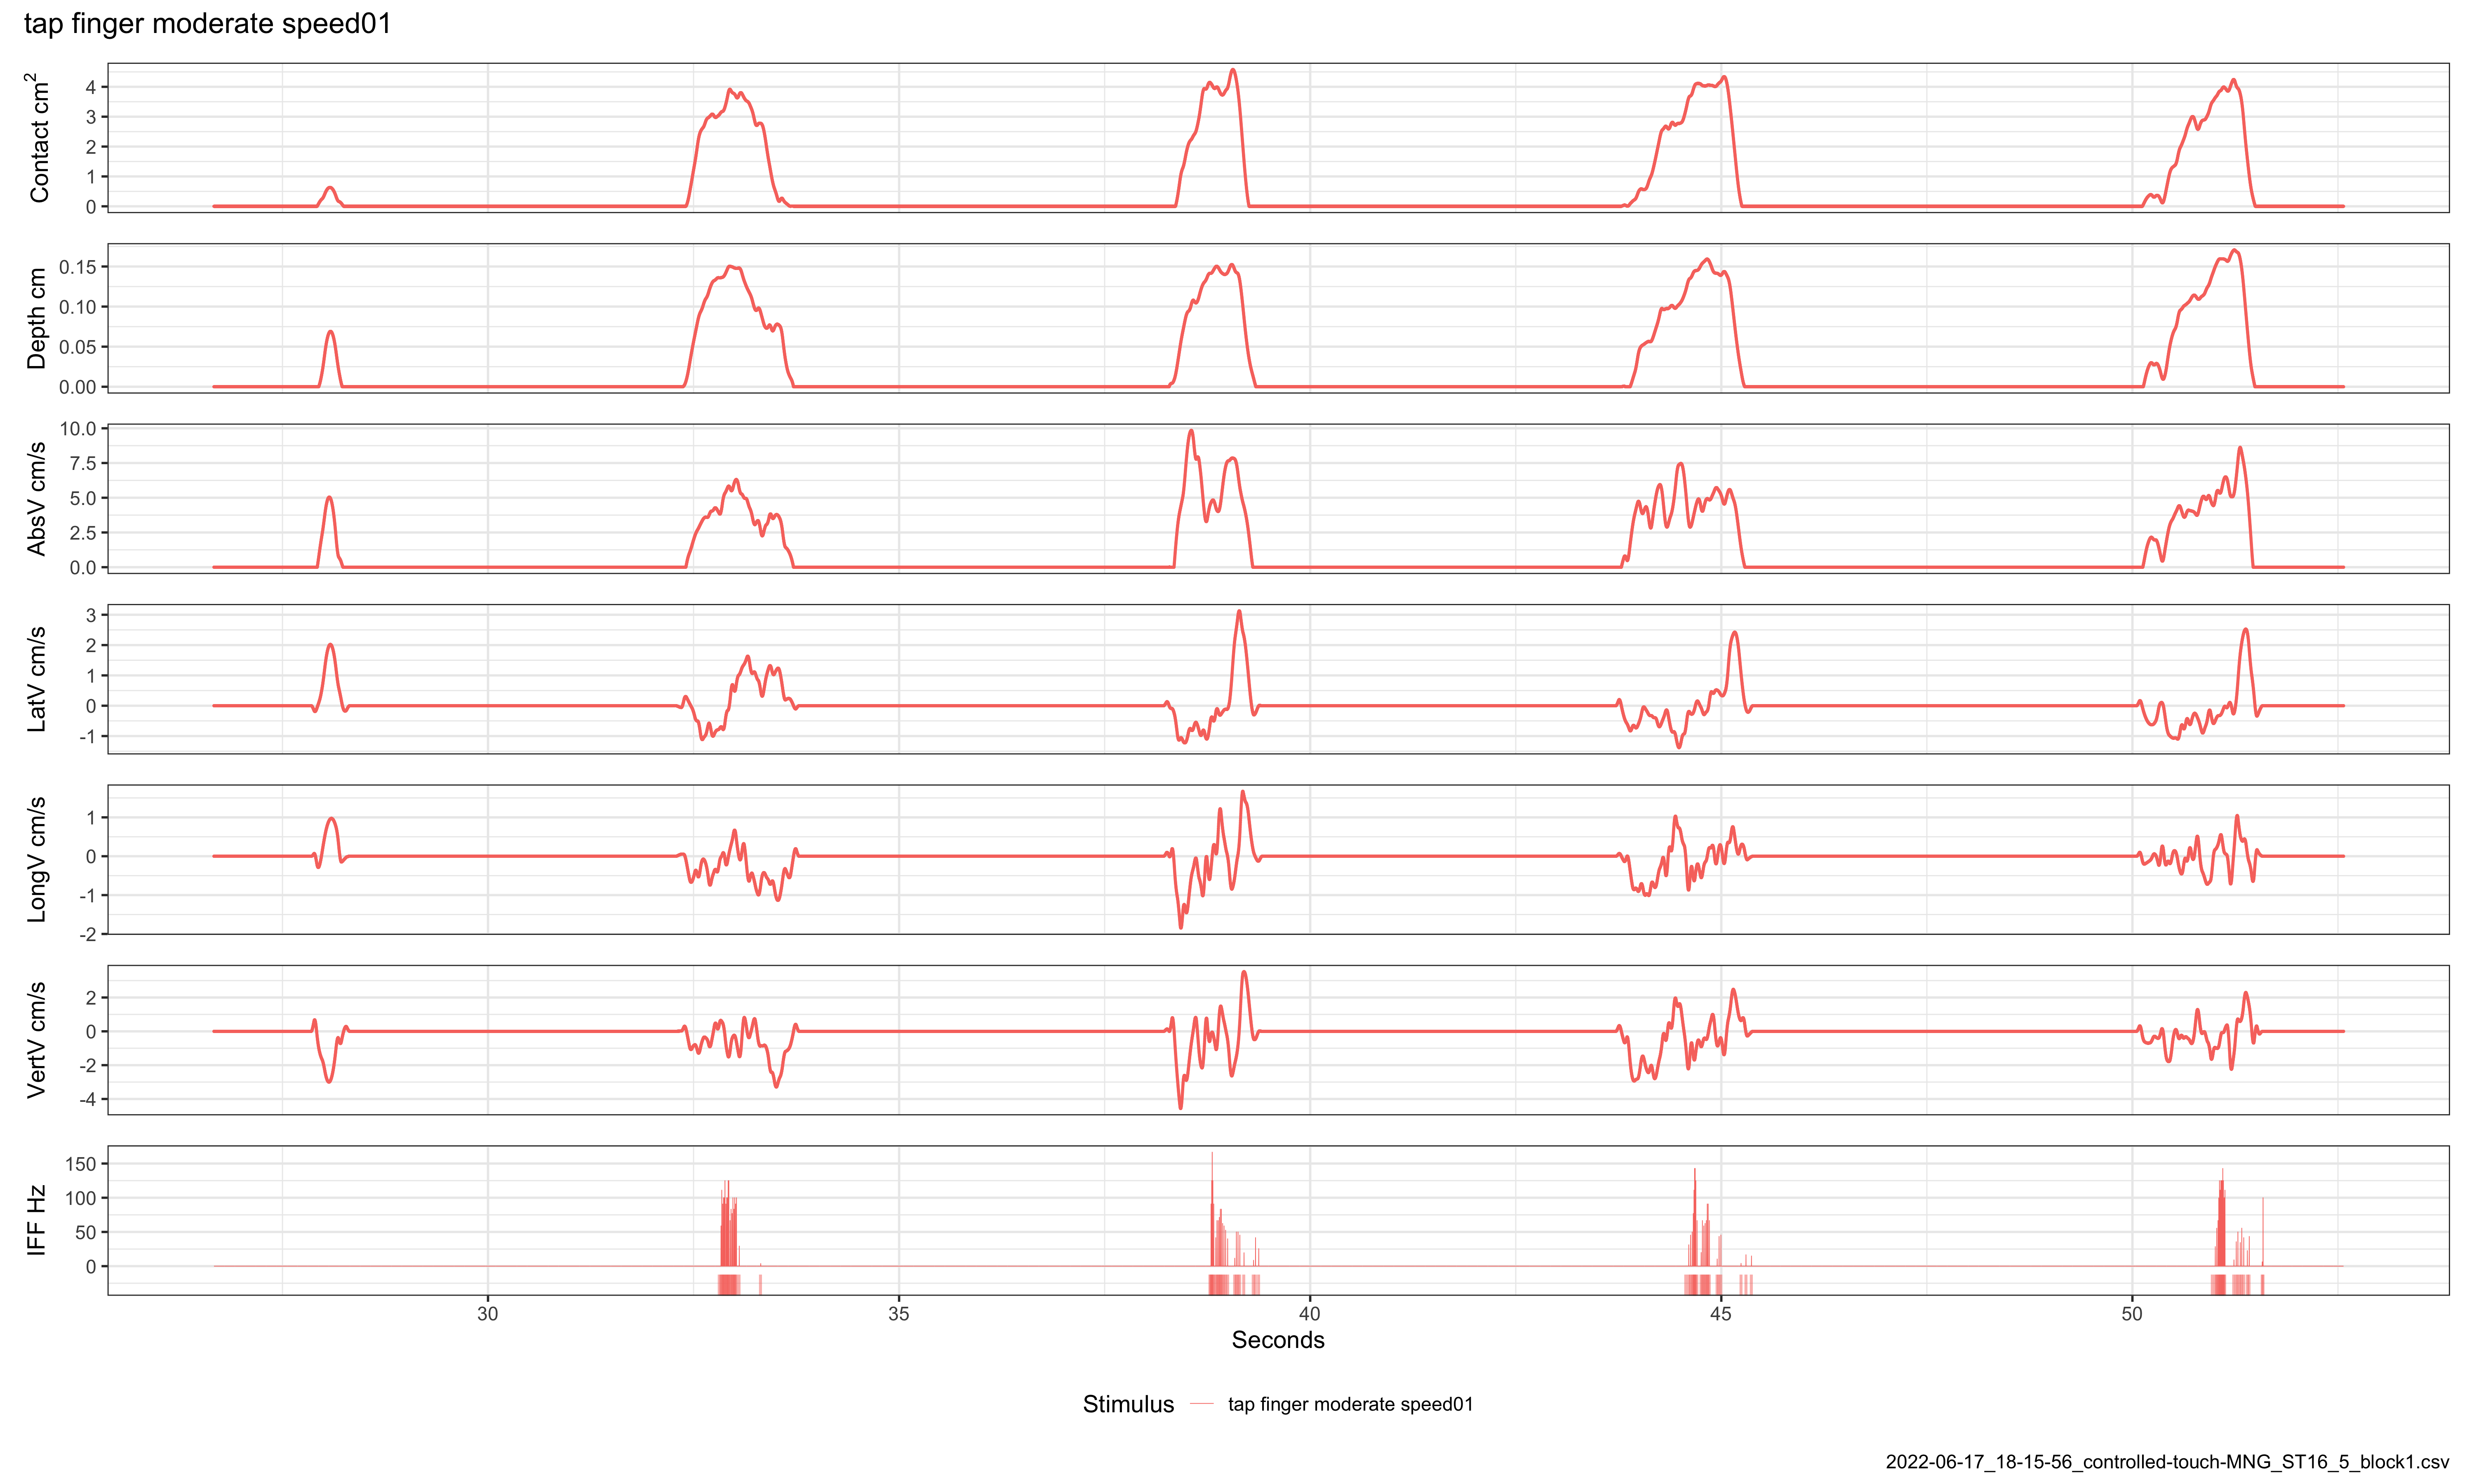 tap finger moderate speed01
Contact cm²
4
3
2
1
0
Depth cm
0.15
0.10
0.05
0.00
AbsV cm/s
10.0
7.5
5.0
2.5
0.0
LatV cm/s
3
2
1
0
-1
LongV cm/s
1
0
-1
-2
VertV cm/s
2
0
-2
-4
IFF Hz
150
100
50
0
30 35 40 45 50
Seconds
Stimulus tap finger moderate speed01
2022-06-17_18-15-56_controlled-touch-MNG_ST16_5_block1.csv